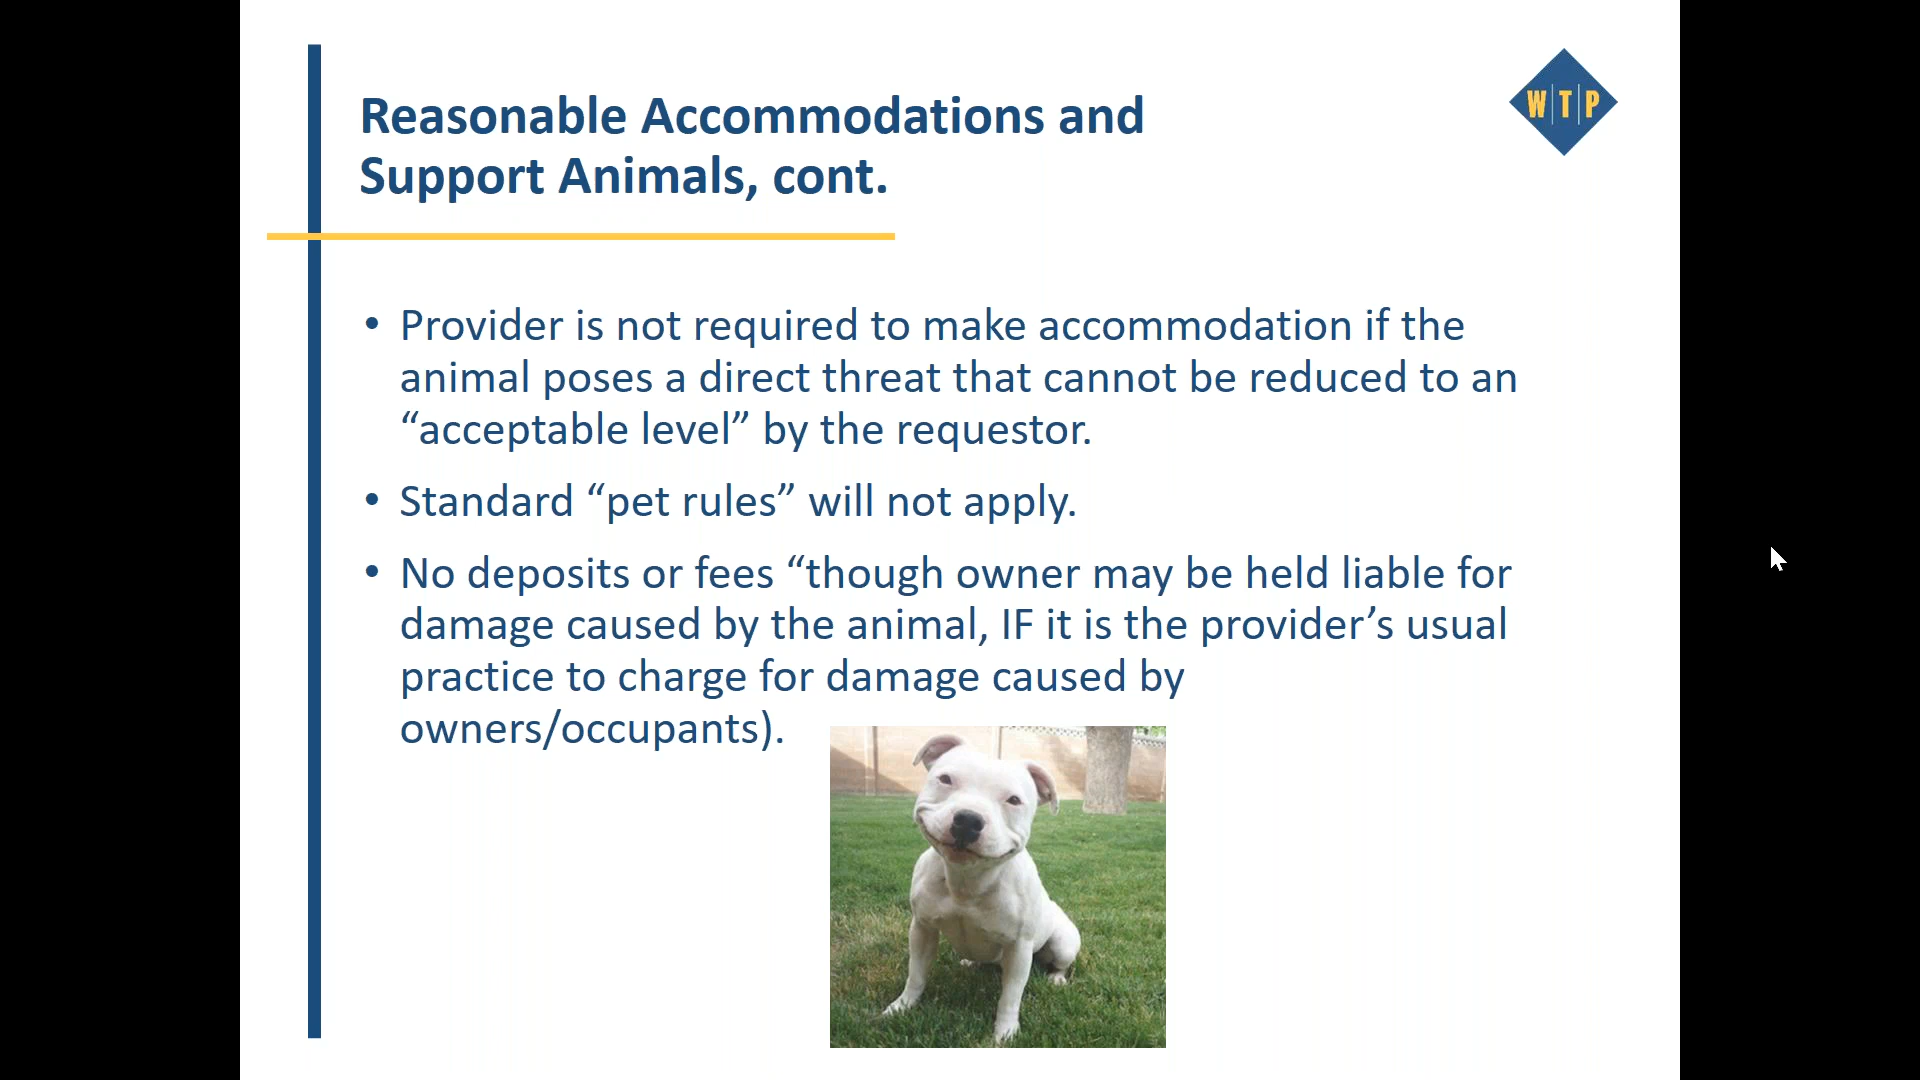 Reasonable Accommodations and
Support Animals, cont.
W|T|P
• Provider is not required to make accommodation if the
animal poses a direct threat that cannot be reduced to an
“acceptable level” by the requestor.
• Standard “pet rules” will not apply.
• No deposits or fees “though owner may be held liable for
damage caused by the animal, IF it is the provider’s usual
practice to charge for damage caused by
owners/occupants).